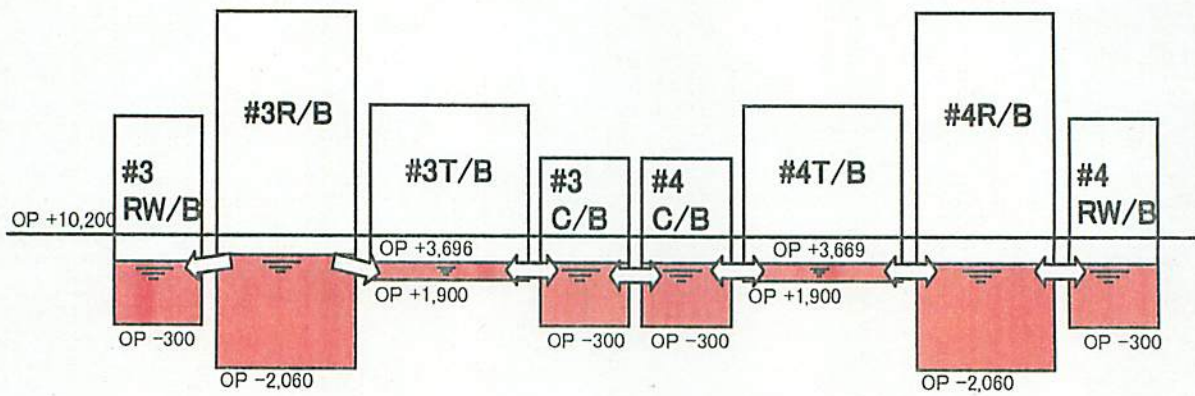 #3R/B
#4R/B
#3T/B
#4T/B
#3
RW/B
#3
C/B
#4
C/B
#4
RW/B
OP +10,200
OP +3,696
OP +3,669
OP +1,900
OP +1,900
OP -300
OP -300
OP -300
OP -300
OP -2,060
OP -2,060